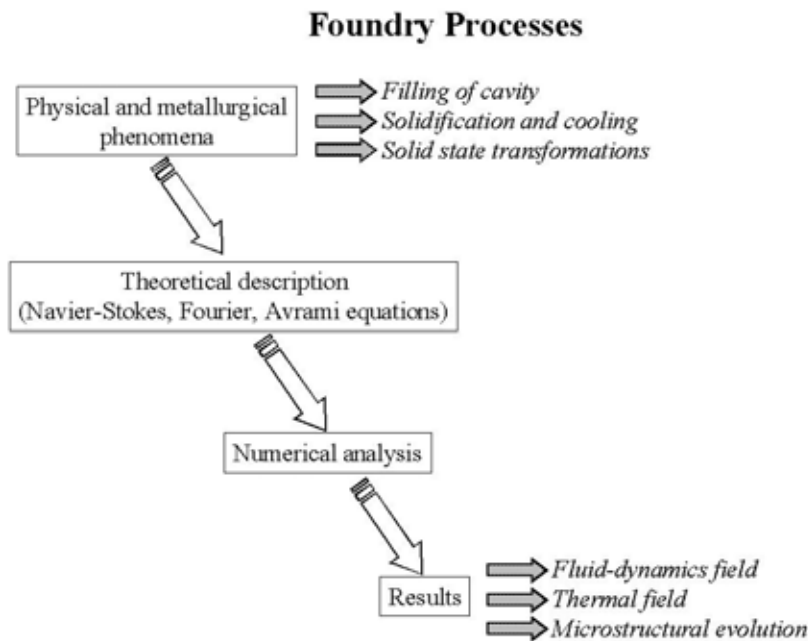 Foundry Processes
Physical and metallurgical
phenomena
Filling of cavity
Solidification and cooling
Solid state transformations
Theoretical description
(Navier-Stokes, Fourier, Avrami equations)
Numerical analysis
Results
Fluid-dynamics field
Thermal field
Microstructural evolution